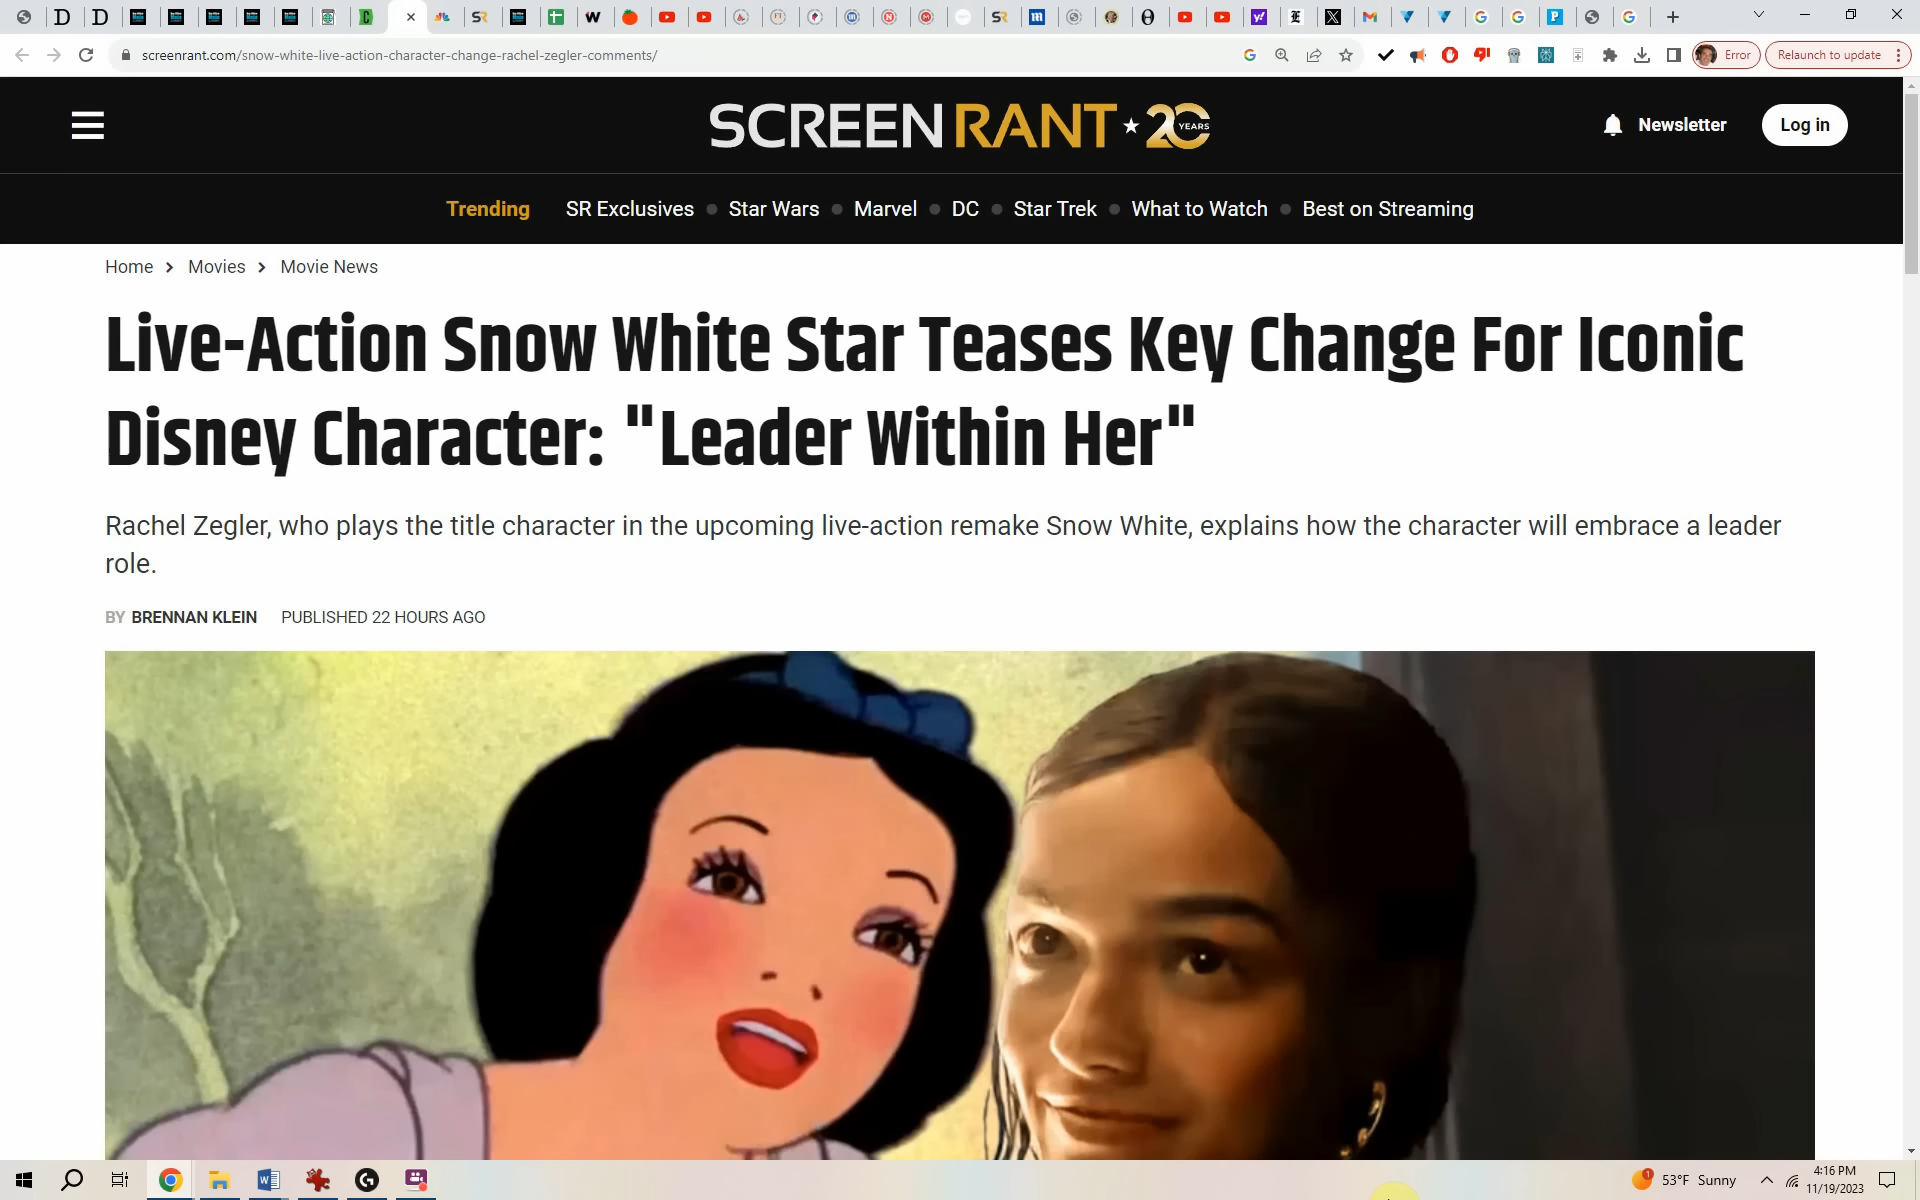 screenrant.com/snow-white-live-action-character-change-rachel-zegler-comments/
Error
Relaunch to update
SCREENRANT 20 YEARS
Newsletter
Log in
Trending SR Exclusives Star Wars Marvel DC Star Trek What to Watch Best on Streaming
Home Movies Movie News
Live-Action Snow White Star Teases Key Change For Iconic
Disney Character: "Leader Within Her"
Rachel Zegler, who plays the title character in the upcoming live-action remake Snow White, explains how the character will embrace a leader
role.
BY BRENNAN KLEIN PUBLISHED 22 HOURS AGO
53°F Sunny
4:16 PM
11/19/2023